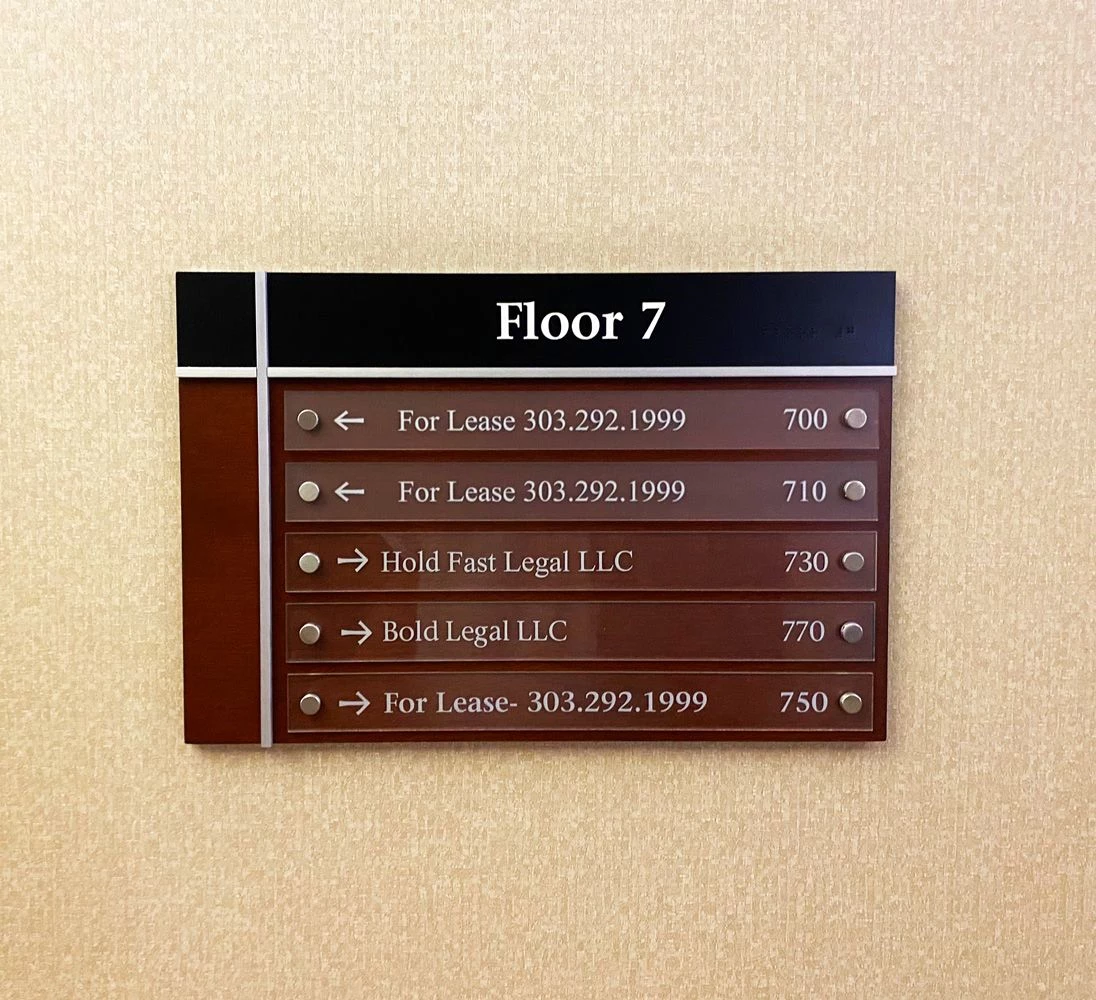 Floor 7
← For Lease 303.292.1999 700
← For Lease 303.292.1999 710
→ Hold Fast Legal LLC 730
→ Bold Legal LLC 770
→ For Lease- 303.292.1999 750